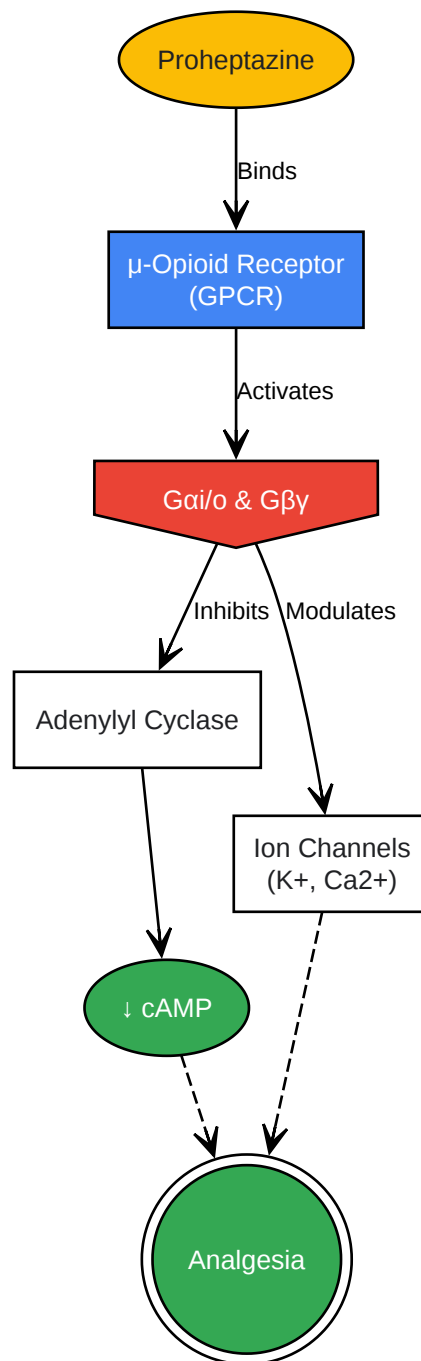 Proheptazine
Binds
μ-Opioid Receptor
(GPCR)
Activates
Gαi/o & Gβγ
Inhibits
Modulates
Adenylyl Cyclase
Ion Channels
(K+, Ca2+)
↓ cAMP
Analgesia